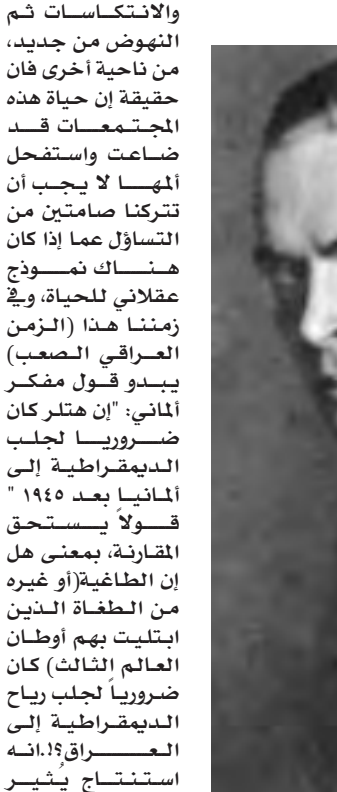 والانتكاسات ثم
النهوض من جديد،
من ناحية أخرى فان
حقيقة إن حياة هذه
المجتمعات قد
ضاعت واستفحل
ألمها لا يجب أن
تتركنا صامتين من
التساؤل عما إذا كان
هناك نموذج
عقلاني للحياة، وفي
زمننا هذا (الزمن
العراقي الصعب)
يبدو قول مفكر
ألماني: "إن هتلر كان
ضروريا لجلب
الديمقراطية إلى
ألمانيا بعد ١٩٤٥ "
قولاً يستحق
المقارنة، بمعنى هل
إن الطاغية(أو غيره
من الطغاة الذين
ابتليت بهم أوطان
العالم الثالث) كان
ضرورياً لجلب رياح
الديمقراطية إلى
العراق؟!.انه
استنتاج يُثير